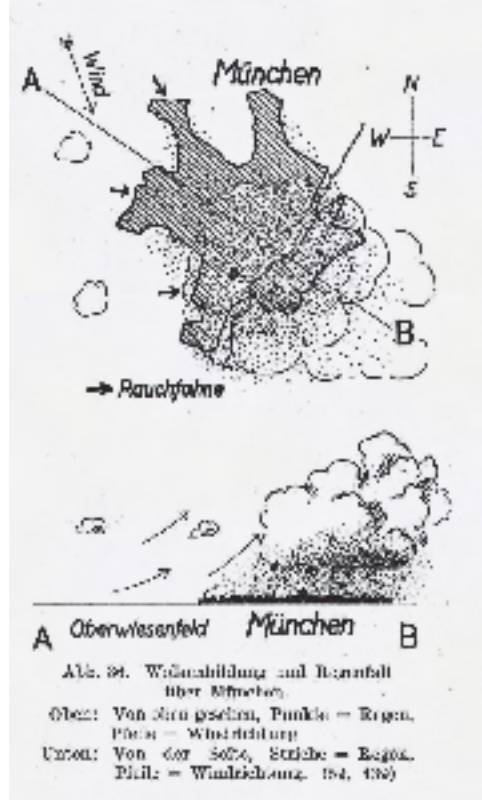 Wind
München
A
N
W E
S
B
Rauchfahne
A Oberwiesenfeld München B
Abb. 36. Wolkenbildung und Regenfall
über München.
Oben: Von oben gesehen, Punkte = Regen,
Pfeile = Windrichtung
Unten: Von der Seite, Striche = Regen,
Pfeile = Windrichtung.